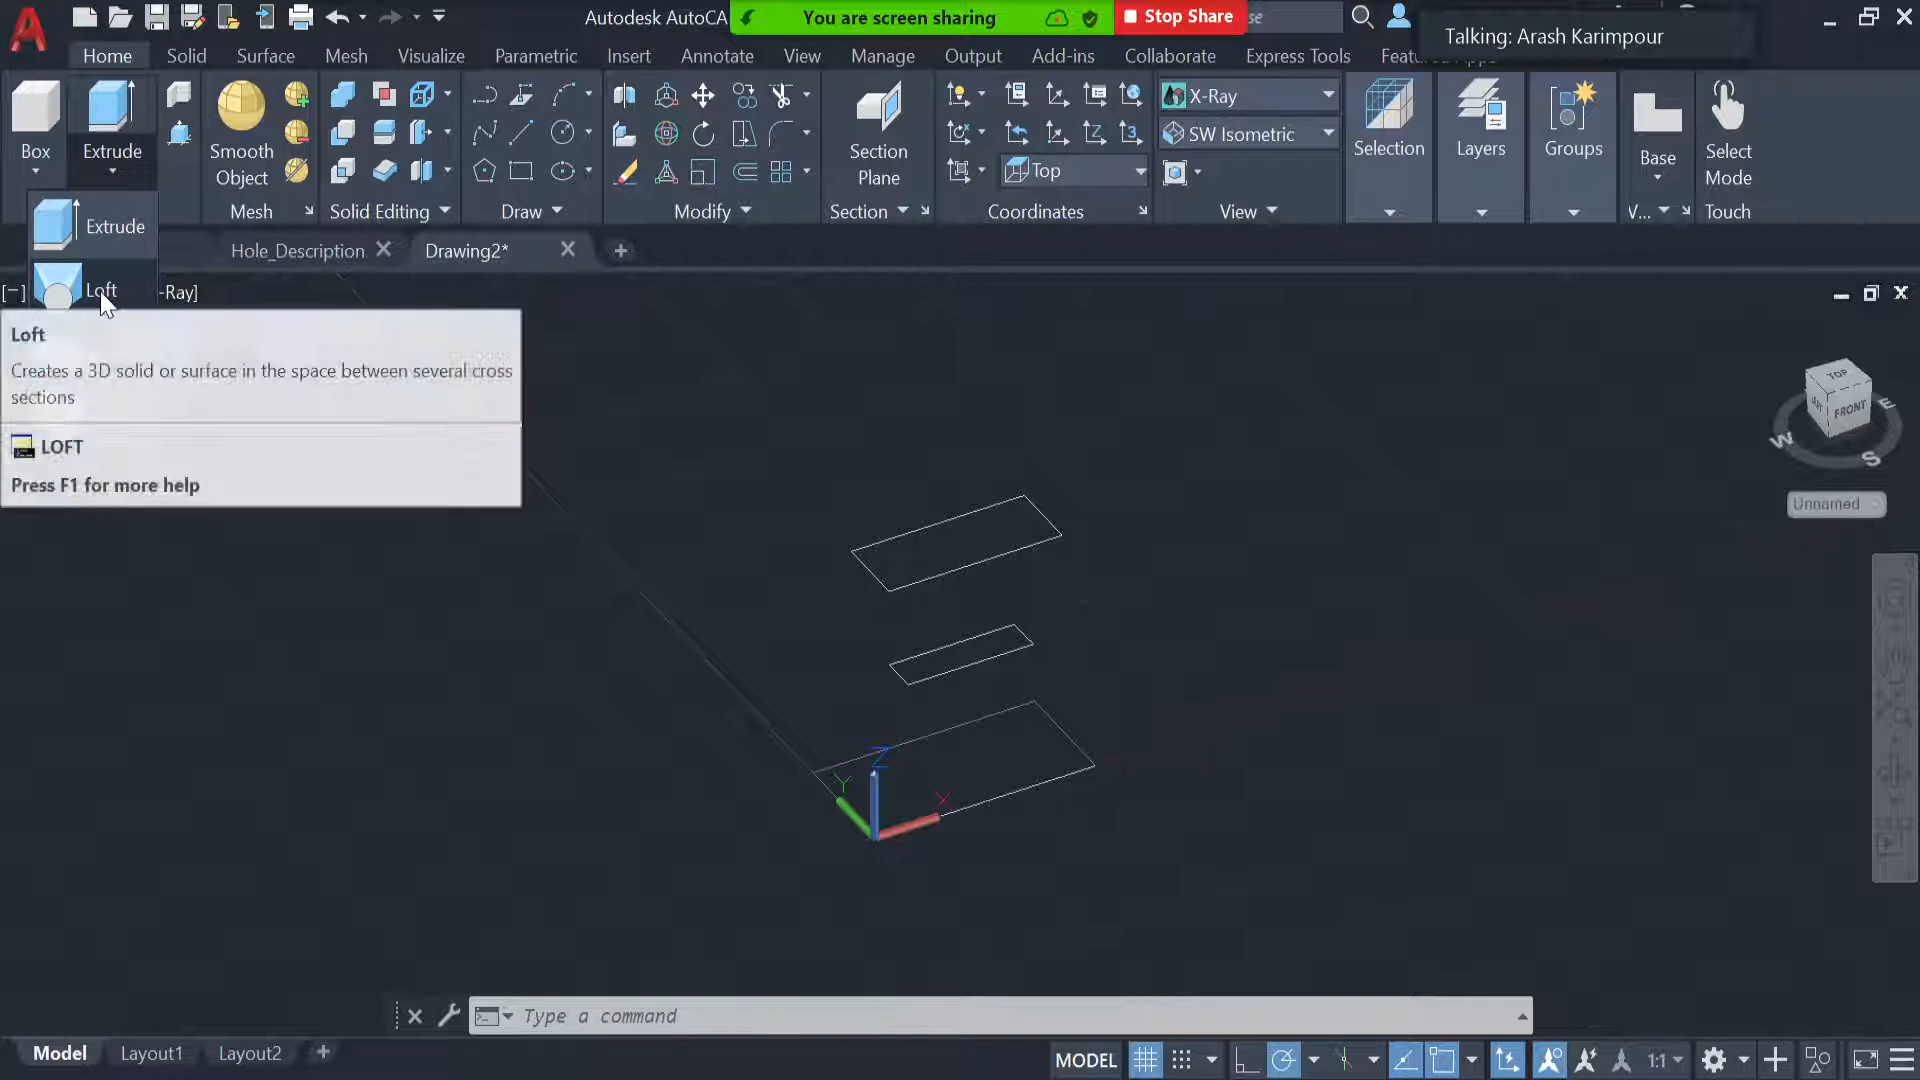 Autodesk AutoCA
You are screen sharing
Stop Share
se
Talking: Arash Karimpour
Home
Solid
Surface
Mesh
Visualize
Parametric
Insert
Annotate
View
Manage
Output
Add-ins
Collaborate
Express Tools
Box
Extrude
Smooth
Object
Mesh
Solid Editing
Draw
Modify
Section
Plane
Section
Top
Coordinates
X-Ray
SW Isometric
View
Selection
Layers
Groups
Base
V...
Select
Mode
Touch
Extrude
Loft
Hole_Description
Drawing2*
[−]
-Ray]
Loft
Creates a 3D solid or surface in the space between several cross
sections
LOFT
Press F1 for more help
TOP
LEFT
FRONT
W
S
E
Unnamed
Z
Y
X
Type a command
Model
Layout1
Layout2
MODEL
1:1